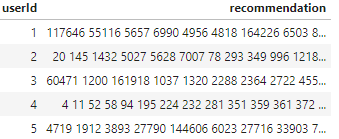 userId recommendation
1 117646 55116 5657 6990 4956 4818 164226 6503 8...
2 20 145 1432 5027 5628 7007 78 293 349 996 1218...
3 60471 1200 161918 1037 1320 2288 2364 2722 455...
4 4 11 52 58 94 195 224 232 281 351 359 361 372 ...
5 4719 1912 3893 27790 144606 6023 27716 33903 7...